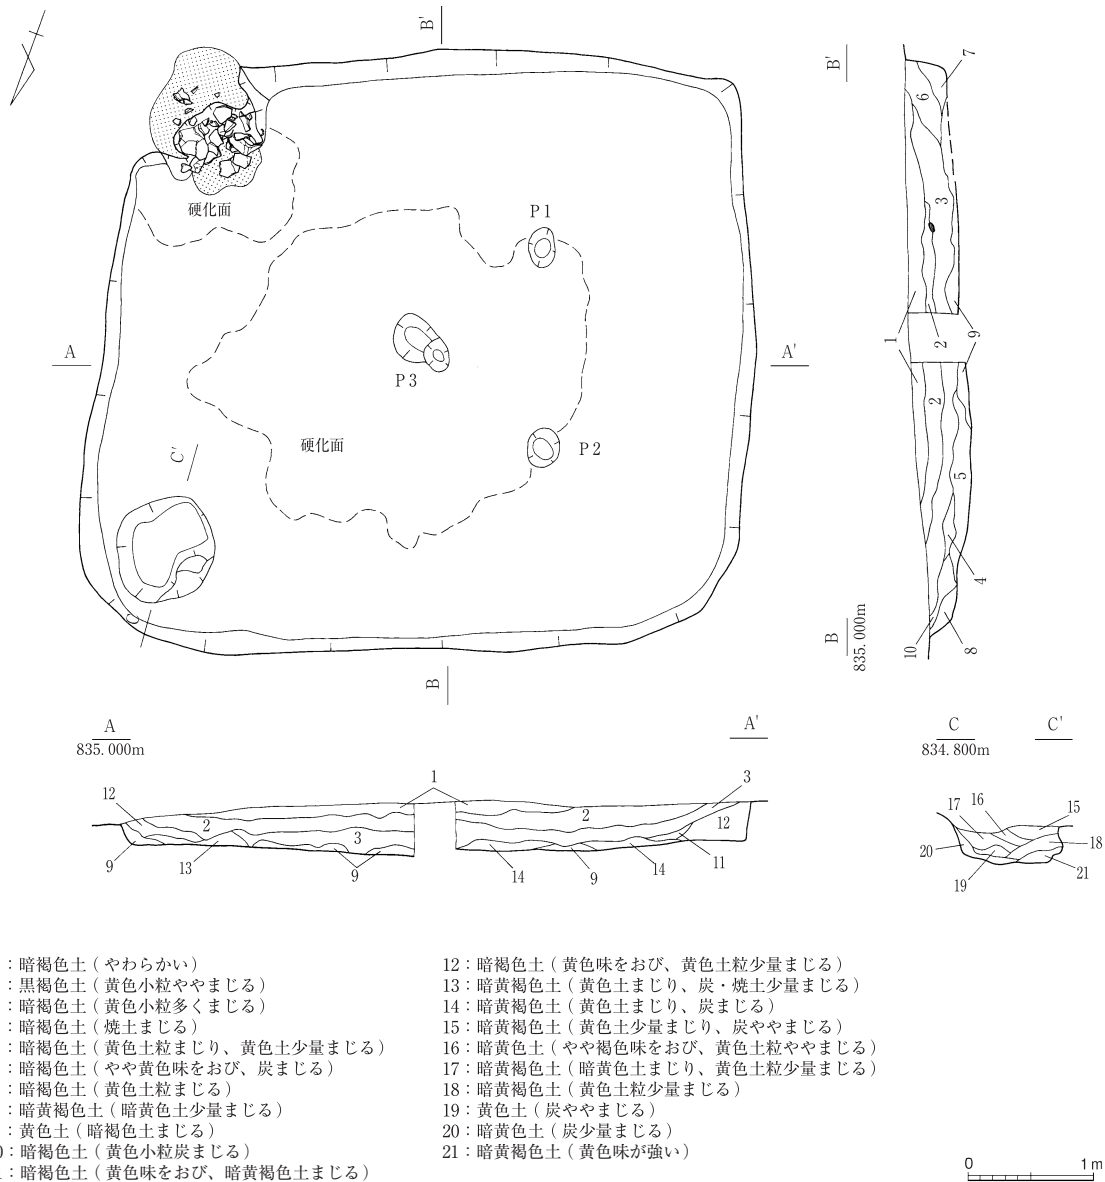 B'
B'
7
6
硬化面
P1
3
A
A'
P3
1
2
9
2
硬化面
P2
C'
5
4
C
B
835.000m
10
8
B
A
835.000m
A'
C
834.800m
C'
1
3
12
2
2
12
3
9
13
9
14
9
14
11
17
16
15
20
18
19
21
：暗褐色土（やわらかい）
：黒褐色土（黄色小粒ややまじる）
：暗褐色土（黄色小粒多くまじる）
：暗褐色土（焼土まじる）
：暗褐色土（黄色土粒まじり、黄色土少量まじる）
：暗褐色土（やや黄色味をおび、炭まじる）
：暗褐色土（黄色土粒まじる）
：暗黄褐色土（暗黄色土少量まじる）
：黄色土（暗褐色土まじる）
0：暗褐色土（黄色小粒炭まじる）
：暗褐色土（黄色味をおび、暗黄褐色土まじる）
12：暗褐色土（黄色味をおび、黄色土粒少量まじる）
13：暗黄褐色土（黄色土まじり、炭・焼土少量まじる）
14：暗黄褐色土（黄色土まじり、炭まじる）
15：暗黄褐色土（黄色土少量まじり、炭ややまじる）
16：暗黄色土（やや褐色味をおび、黄色土粒ややまじる）
17：暗黄褐色土（暗黄色土まじり、黄色土粒少量まじる）
18：暗黄褐色土（黄色土粒少量まじる）
19：黄色土（炭ややまじる）
20：暗黄色土（炭少量まじる）
21：暗黄褐色土（黄色味が強い）
0 1m